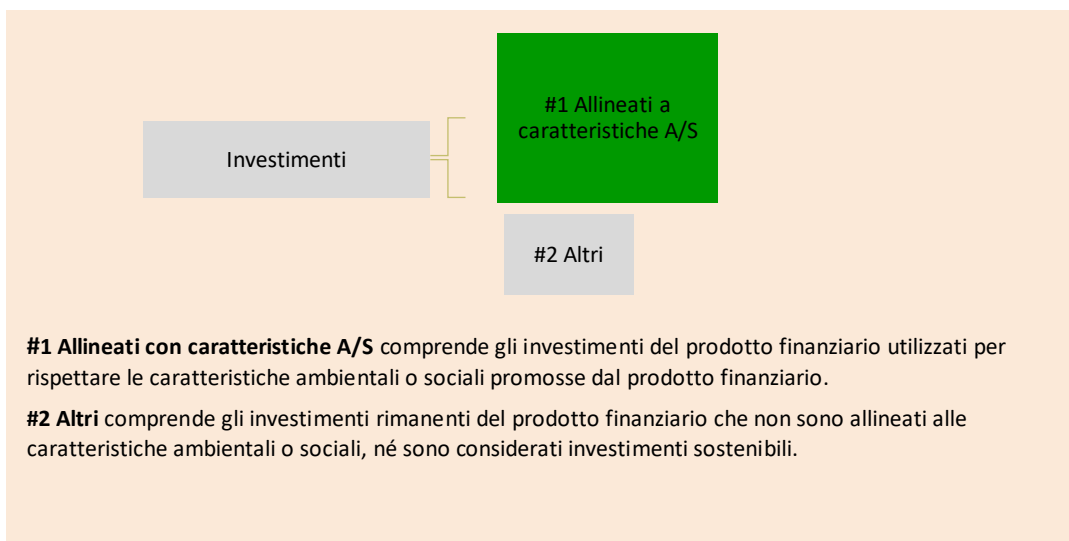 #1 Allineati a
caratteristiche A/S
Investimenti
#2 Altri
#1 Allineati con caratteristiche A/S comprende gli investimenti del prodotto finanziario utilizzati per
rispettare le caratteristiche ambientali o sociali promosse dal prodotto finanziario.
#2 Altri comprende gli investimenti rimanenti del prodotto finanziario che non sono allineati alle
caratteristiche ambientali o sociali, né sono considerati investimenti sostenibili.